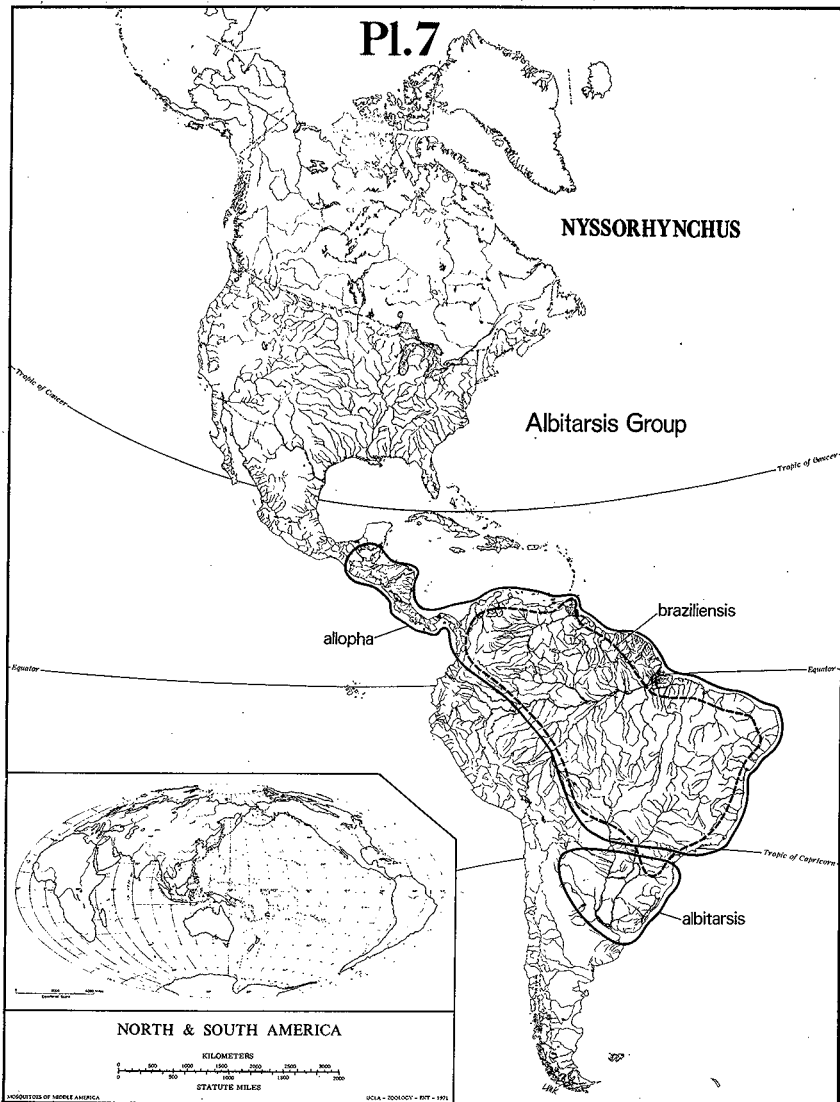 Pl.7
NYSSORHYNCHUS
Tropic of Cancer
Albitarsis Group
Tropic of Cancer
braziliensis
allopha
Equator
Equator
Tropic of Capricorn
albitarsis
NORTH & SOUTH AMERICA
KILOMETERS
0 500 1000 1500 2000 2500 3000
0 500 1000 1500 2000
STATUTE MILES
MOSQUITOES OF MIDDLE AMERICA
UCLA - ZOOLOGY - ENT - 1971